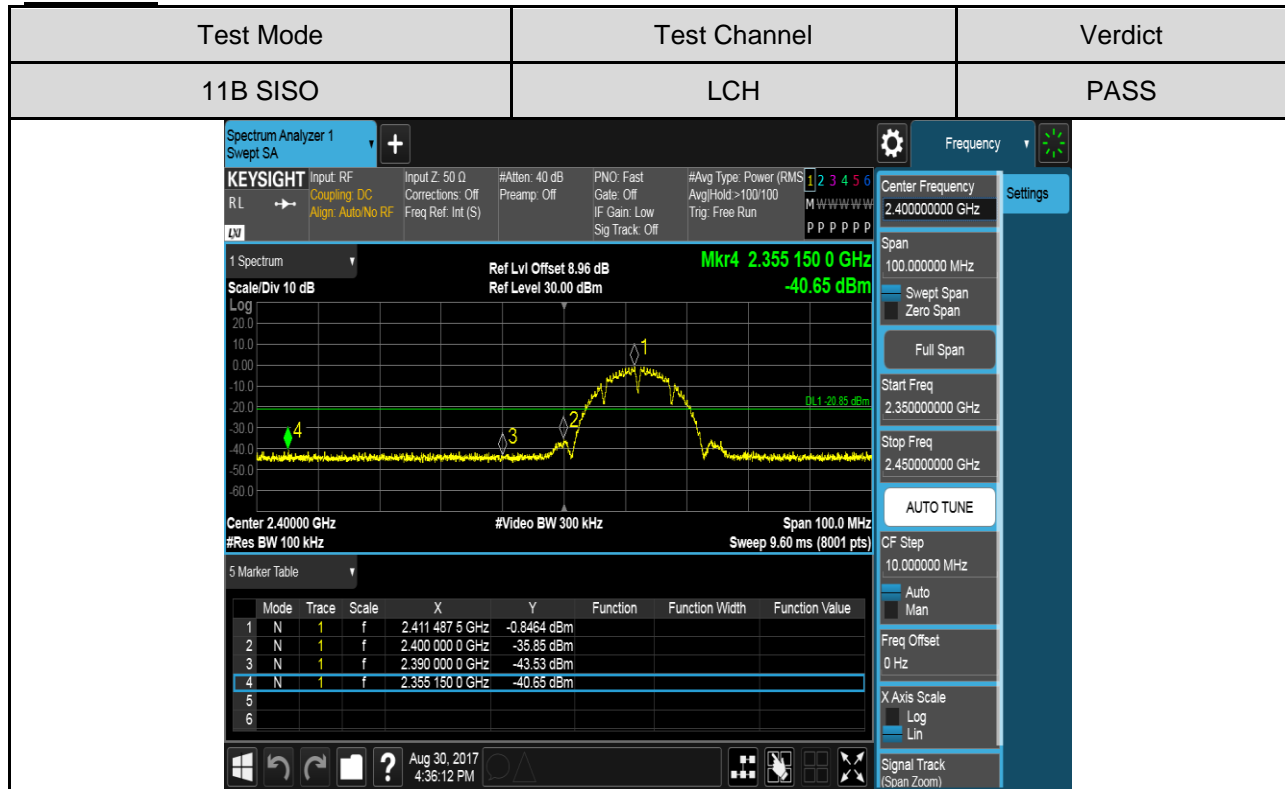 Test Mode Test Channel Verdict
11B SISO LCH PASS
Spectrum Analyzer 1
Swept SA
+
Frequency
KEYSIGHT
RL
LXI
Input: RF
Coupling: DC
Align: Auto/No RF
Input Z: 50 Ω
Corrections: Off
Freq Ref: Int (S)
#Atten: 40 dB
Preamp: Off
PNO: Fast
Gate: Off
IF Gain: Low
Sig Track: Off
#Avg Type: Power (RMS
Avg|Hold:>100/100
Trig: Free Run
1 2 3 4 5 6
M W W W W W
P P P P P P
1 Spectrum
Scale/Div 10 dB
Ref Lvl Offset 8.96 dB
Ref Level 30.00 dBm
Mkr4 2.355 150 0 GHz
-40.65 dBm
Log
20.0
10.0
0.00
-10.0
-20.0
-30.0
-40.0
-50.0
-60.0
1
2
3
4
DL1 -20.85 dBm
Center 2.40000 GHz #Video BW 300 kHz Span 100.0 MHz
#Res BW 100 kHz Sweep 9.60 ms (8001 pts)
5 Marker Table
Mode Trace Scale X Y Function Function Width Function Value
1 N 1 f 2.411 487 5 GHz -0.8464 dBm
2 N 1 f 2.400 000 0 GHz -35.85 dBm
3 N 1 f 2.390 000 0 GHz -43.53 dBm
4 N 1 f 2.355 150 0 GHz -40.65 dBm
5
6
?
Aug 30, 2017
4:36:12 PM
Center Frequency
2.400000000 GHz
Settings
Span
100.000000 MHz
Swept Span
Zero Span
Full Span
Start Freq
2.350000000 GHz
Stop Freq
2.450000000 GHz
AUTO TUNE
CF Step
10.000000 MHz
Auto
Man
Freq Offset
0 Hz
X Axis Scale
Log
Lin
Signal Track
(Span Zoom)